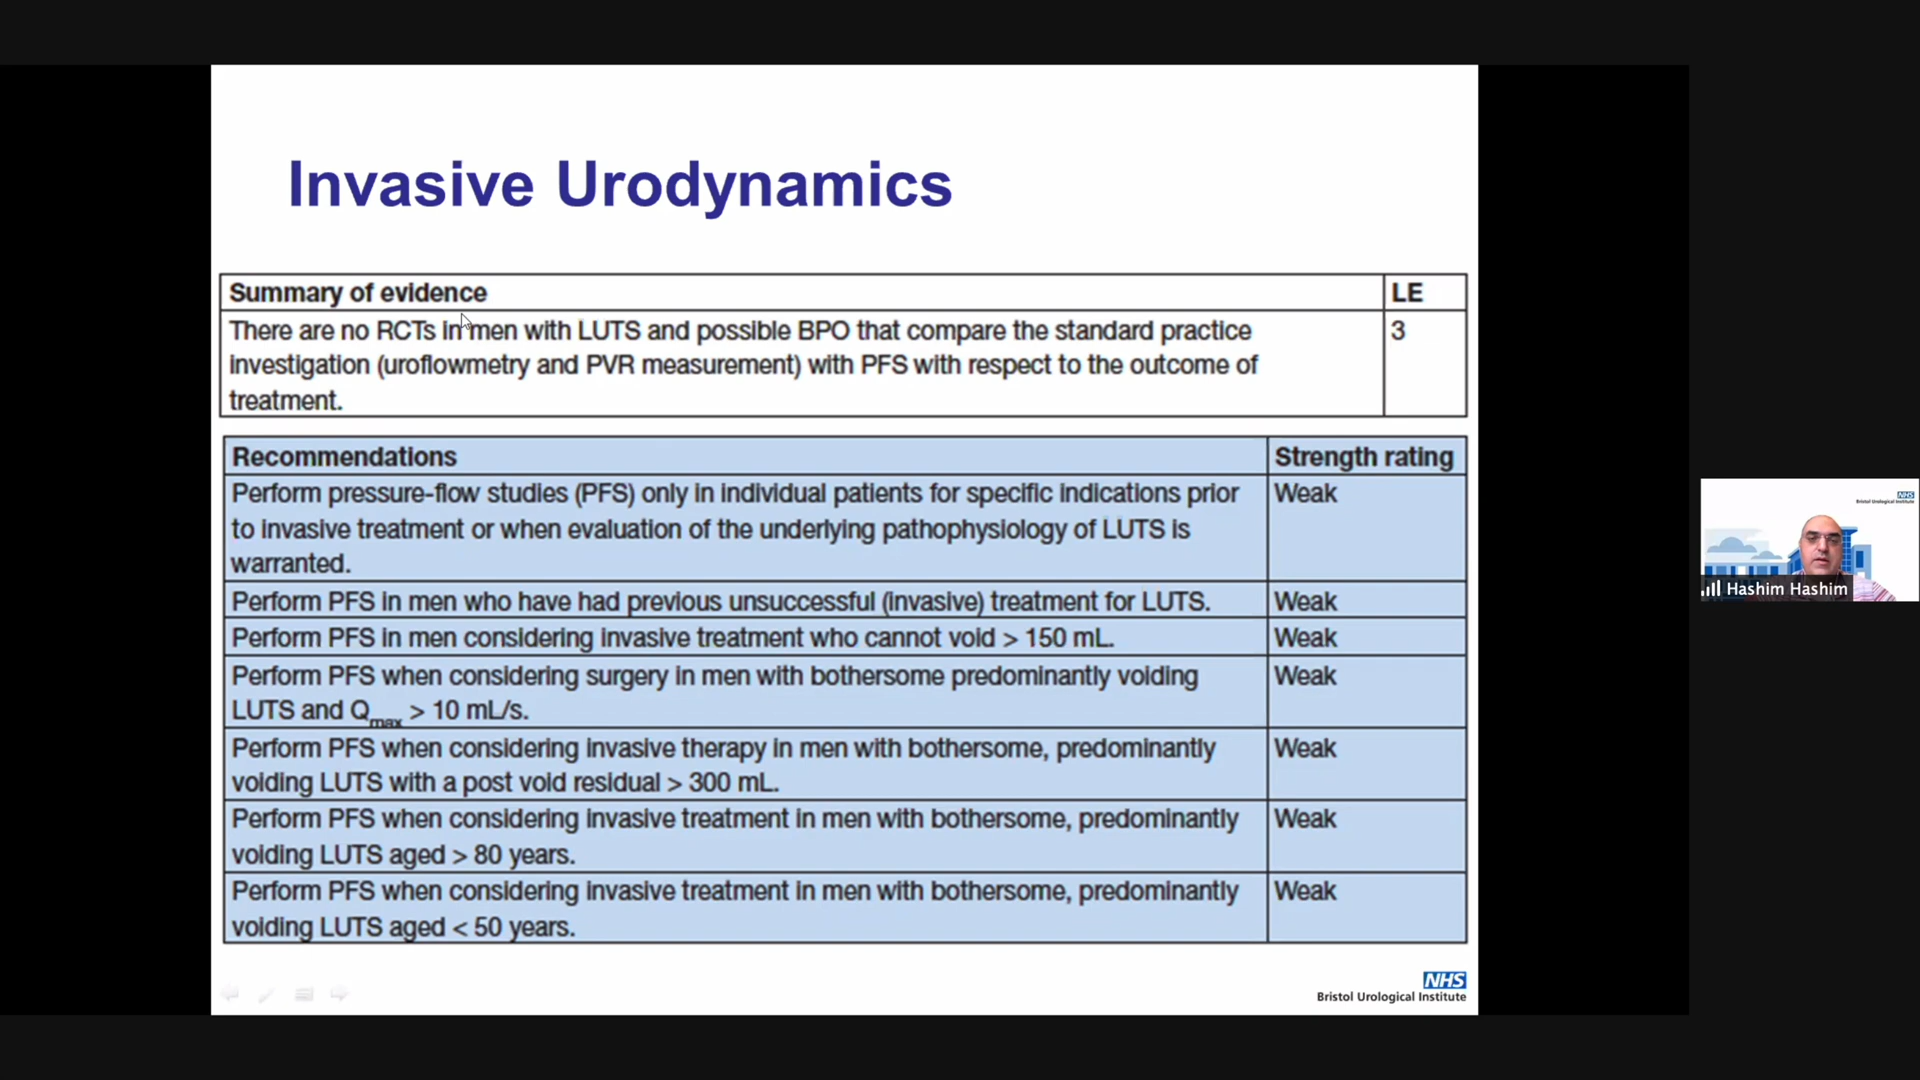 Invasive Urodynamics
Summary of evidence LE
There are no RCTs in men with LUTS and possible BPO that compare the standard practice 3
investigation (uroflowmetry and PVR measurement) with PFS with respect to the outcome of
treatment.
Recommendations Strength rating
Perform pressure-flow studies (PFS) only in individual patients for specific indications prior Weak
to invasive treatment or when evaluation of the underlying pathophysiology of LUTS is
warranted.
Perform PFS in men who have had previous unsuccessful (invasive) treatment for LUTS. Weak
Perform PFS in men considering invasive treatment who cannot void > 150 mL. Weak
Perform PFS when considering surgery in men with bothersome predominantly voiding Weak
LUTS and Qmax > 10 mL/s.
Perform PFS when considering invasive therapy in men with bothersome, predominantly Weak
voiding LUTS with a post void residual > 300 mL.
Perform PFS when considering invasive treatment in men with bothersome, predominantly Weak
voiding LUTS aged > 80 years.
Perform PFS when considering invasive treatment in men with bothersome, predominantly Weak
voiding LUTS aged < 50 years.
NHS
Bristol Urological Institute
NHS
Bristol Urological Institute
Hashim Hashim